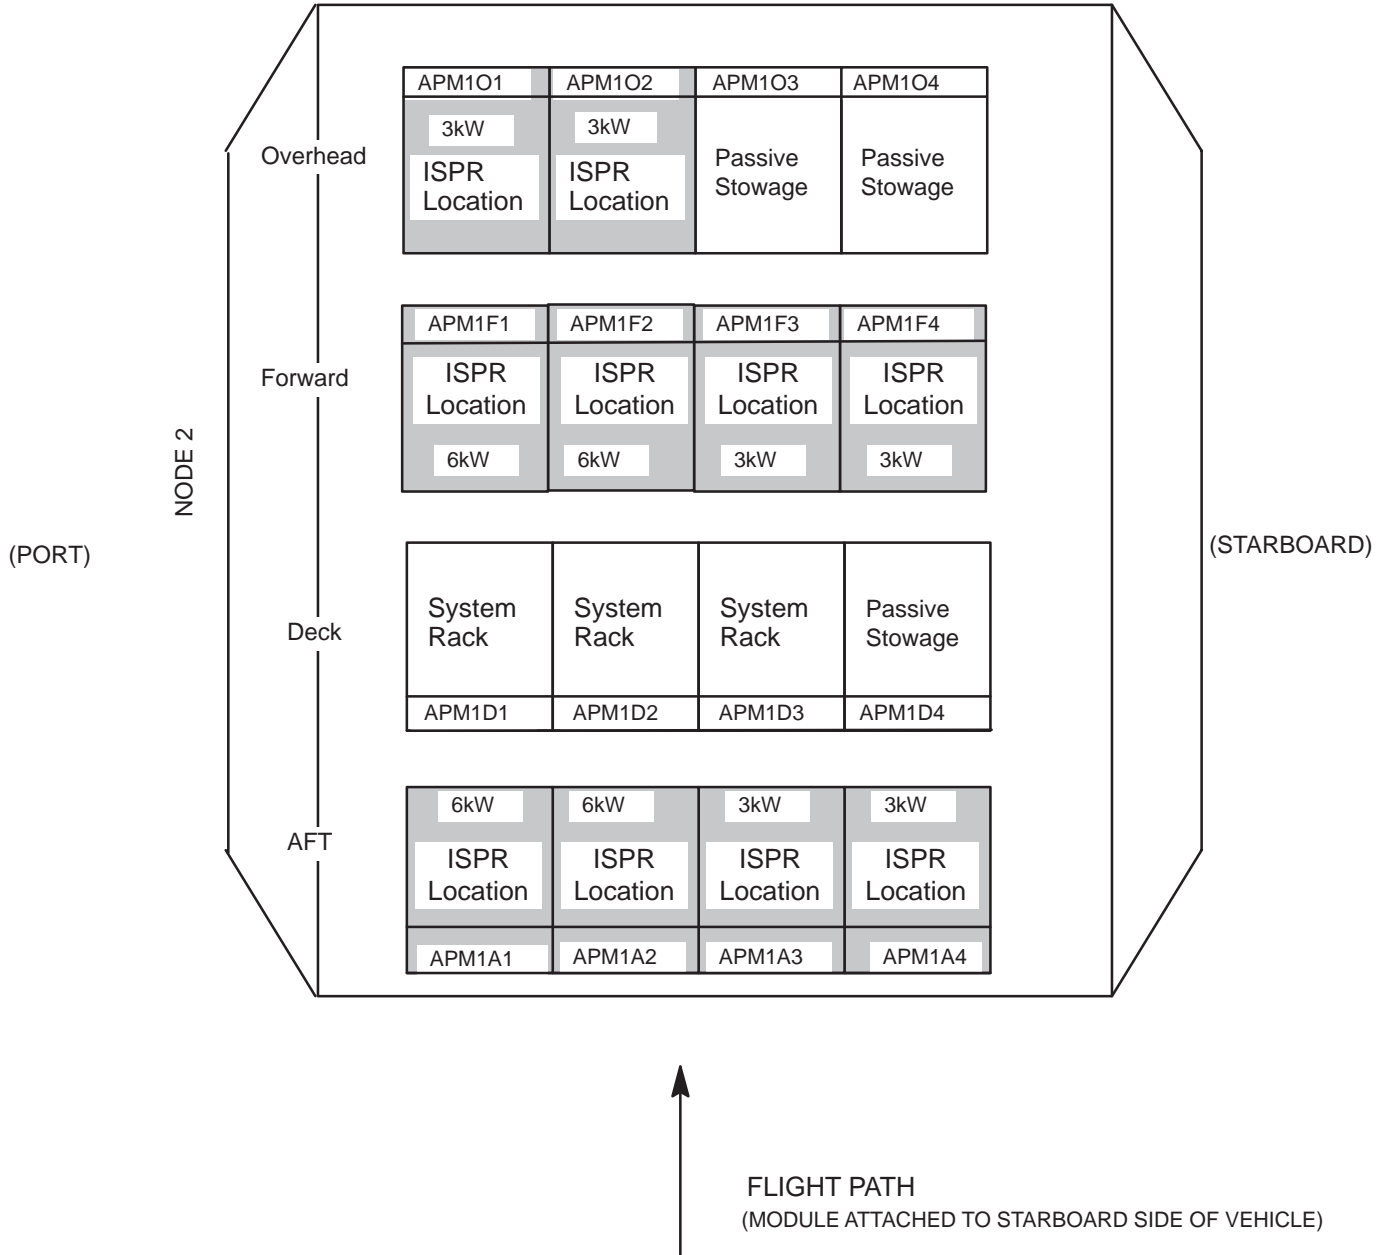 APM1O1 APM1O2 APM1O3 APM1O4
3kW 3kW
Overhead
ISPR Location
ISPR Location
Passive Stowage
Passive Stowage
APM1F1 APM1F2 APM1F3 APM1F4
Forward
ISPR Location
ISPR Location
ISPR Location
ISPR Location
6kW 6kW 3kW 3kW
NODE 2
(PORT)
(STARBOARD)
Deck
System Rack
System Rack
System Rack
Passive Stowage
APM1D1 APM1D2 APM1D3 APM1D4
6kW 6kW 3kW 3kW
AFT
ISPR Location
ISPR Location
ISPR Location
ISPR Location
APM1A1 APM1A2 APM1A3 APM1A4
FLIGHT PATH
(MODULE ATTACHED TO STARBOARD SIDE OF VEHICLE)